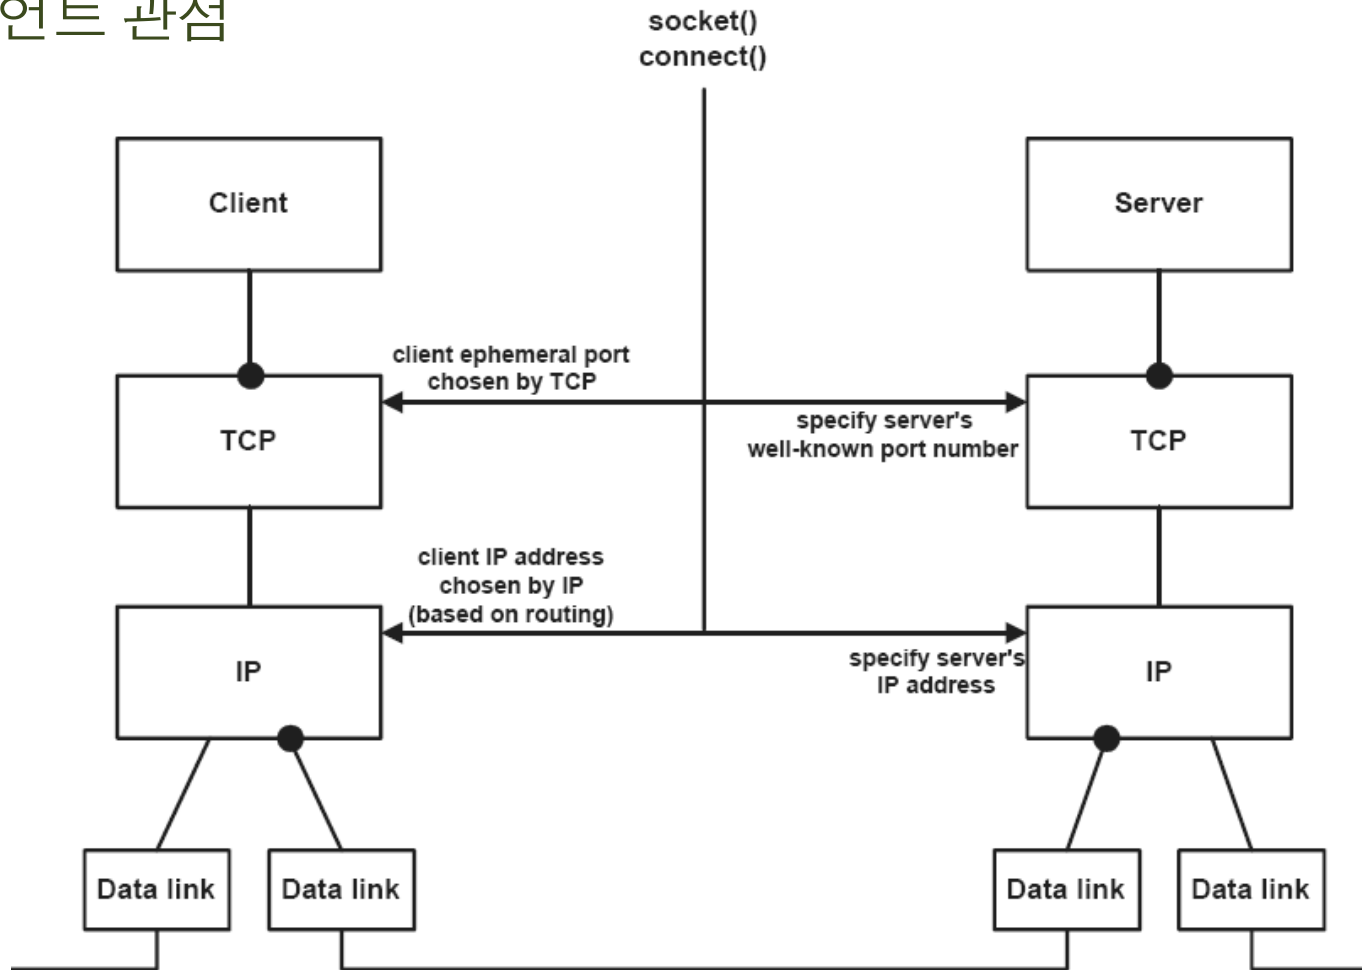 언트 관점
socket()
connect()
Client
Server
client ephemeral port
chosen by TCP
specify server's
well-known port number
TCP
TCP
client IP address
chosen by IP
(based on routing)
specify server's
IP address
IP
IP
Data link
Data link
Data link
Data link